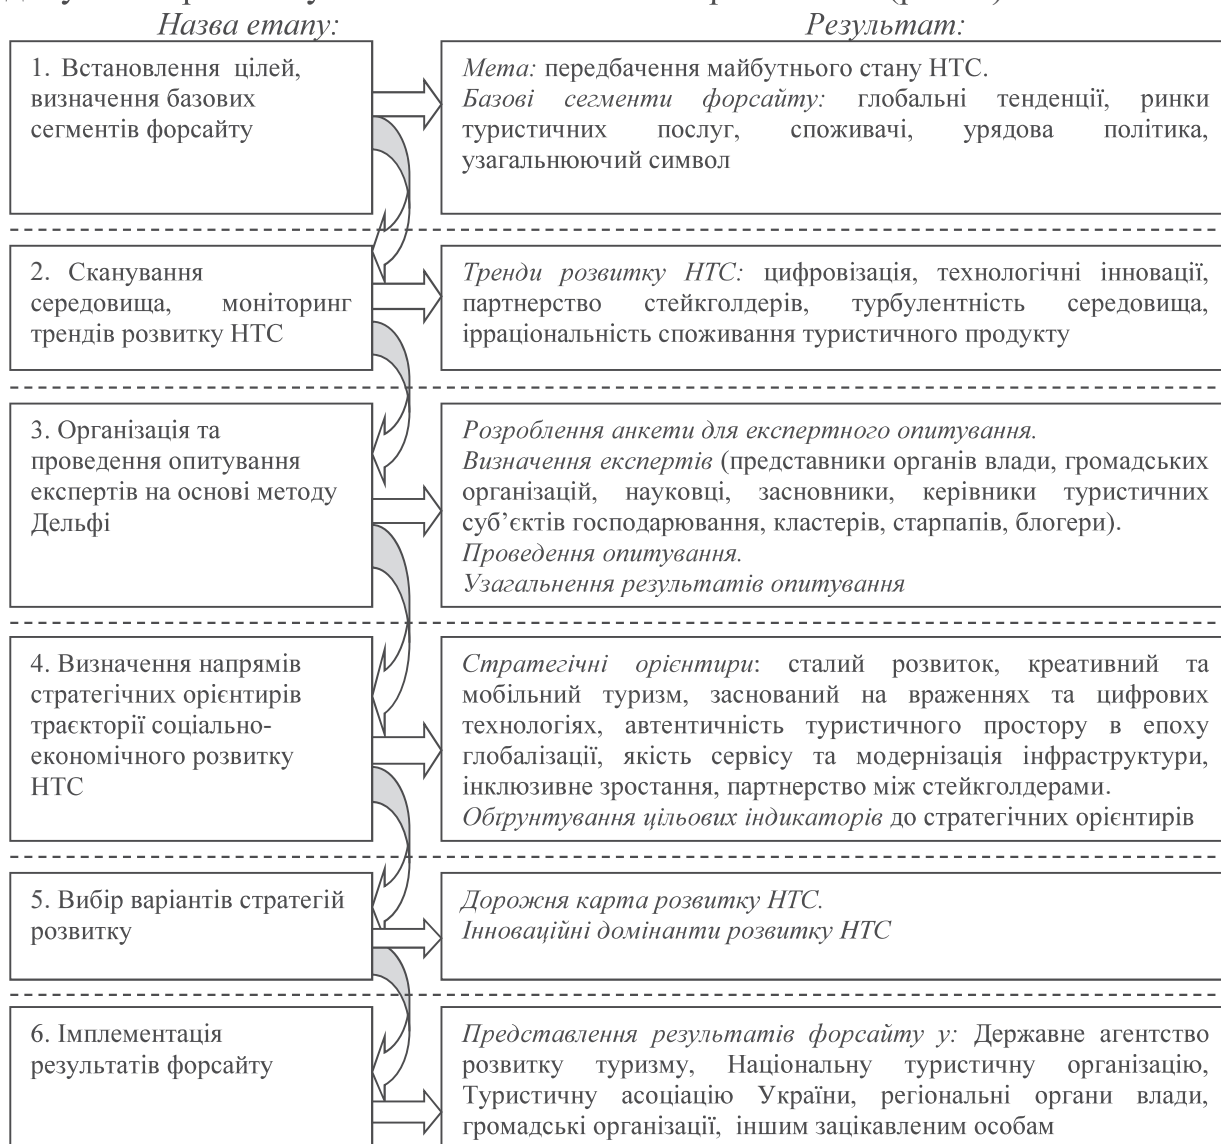 Назва етапу:
Результат:
1. Встановлення цілей,
визначення базових
сегментів форсайту
Мета: передбачення майбутнього стану НТС.
Базові сегменти форсайту: глобальні тенденції, ринки
туристичних послуг, споживачі, урядова політика,
узагальнюючий символ
2. Сканування
середовища, моніторинг
трендів розвитку НТС
Тренди розвитку НТС: цифровізація, технологічні інновації,
партнерство стейкголдерів, турбулентність середовища,
ірраціональність споживання туристичного продукту
3. Організація та
проведення опитування
експертів на основі методу
Дельфі
Розроблення анкети для експертного опитування.
Визначення експертів (представники органів влади, громадських
організацій, науковці, засновники, керівники туристичних
суб’єктів господарювання, кластерів, старпапів, блогери).
Проведення опитування.
Узагальнення результатів опитування
4. Визначення напрямів
стратегічних орієнтирів
траєкторії соціально-
економічного розвитку
НТС
Стратегічні орієнтири: сталий розвиток, креативний та
мобільний туризм, заснований на враженнях та цифрових
технологіях, автентичність туристичного простору в епоху
глобалізації, якість сервісу та модернізація інфраструктури,
інклюзивне зростання, партнерство між стейкголдерами.
Обґрунтування цільових індикаторів до стратегічних орієнтирів
5. Вибір варіантів стратегій
розвитку
Дорожня карта розвитку НТС.
Інноваційні домінанти розвитку НТС
6. Імплементація
результатів форсайту
Представлення результатів форсайту у: Державне агентство
розвитку туризму, Національну туристичну організацію,
Туристичну асоціацію України, регіональні органи влади,
громадські організації, іншим зацікавленим особам